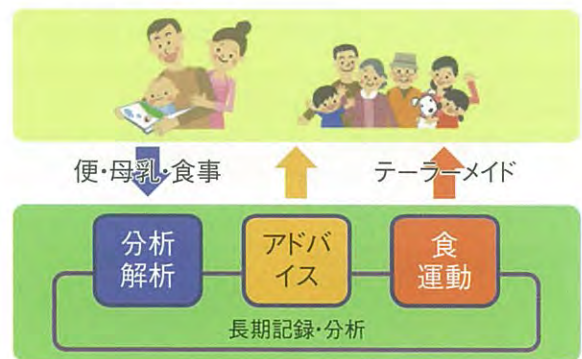 便・母乳・食事
テーラーメイド
分析
解析
アドバ
イス
食
運動
長期記録・分析